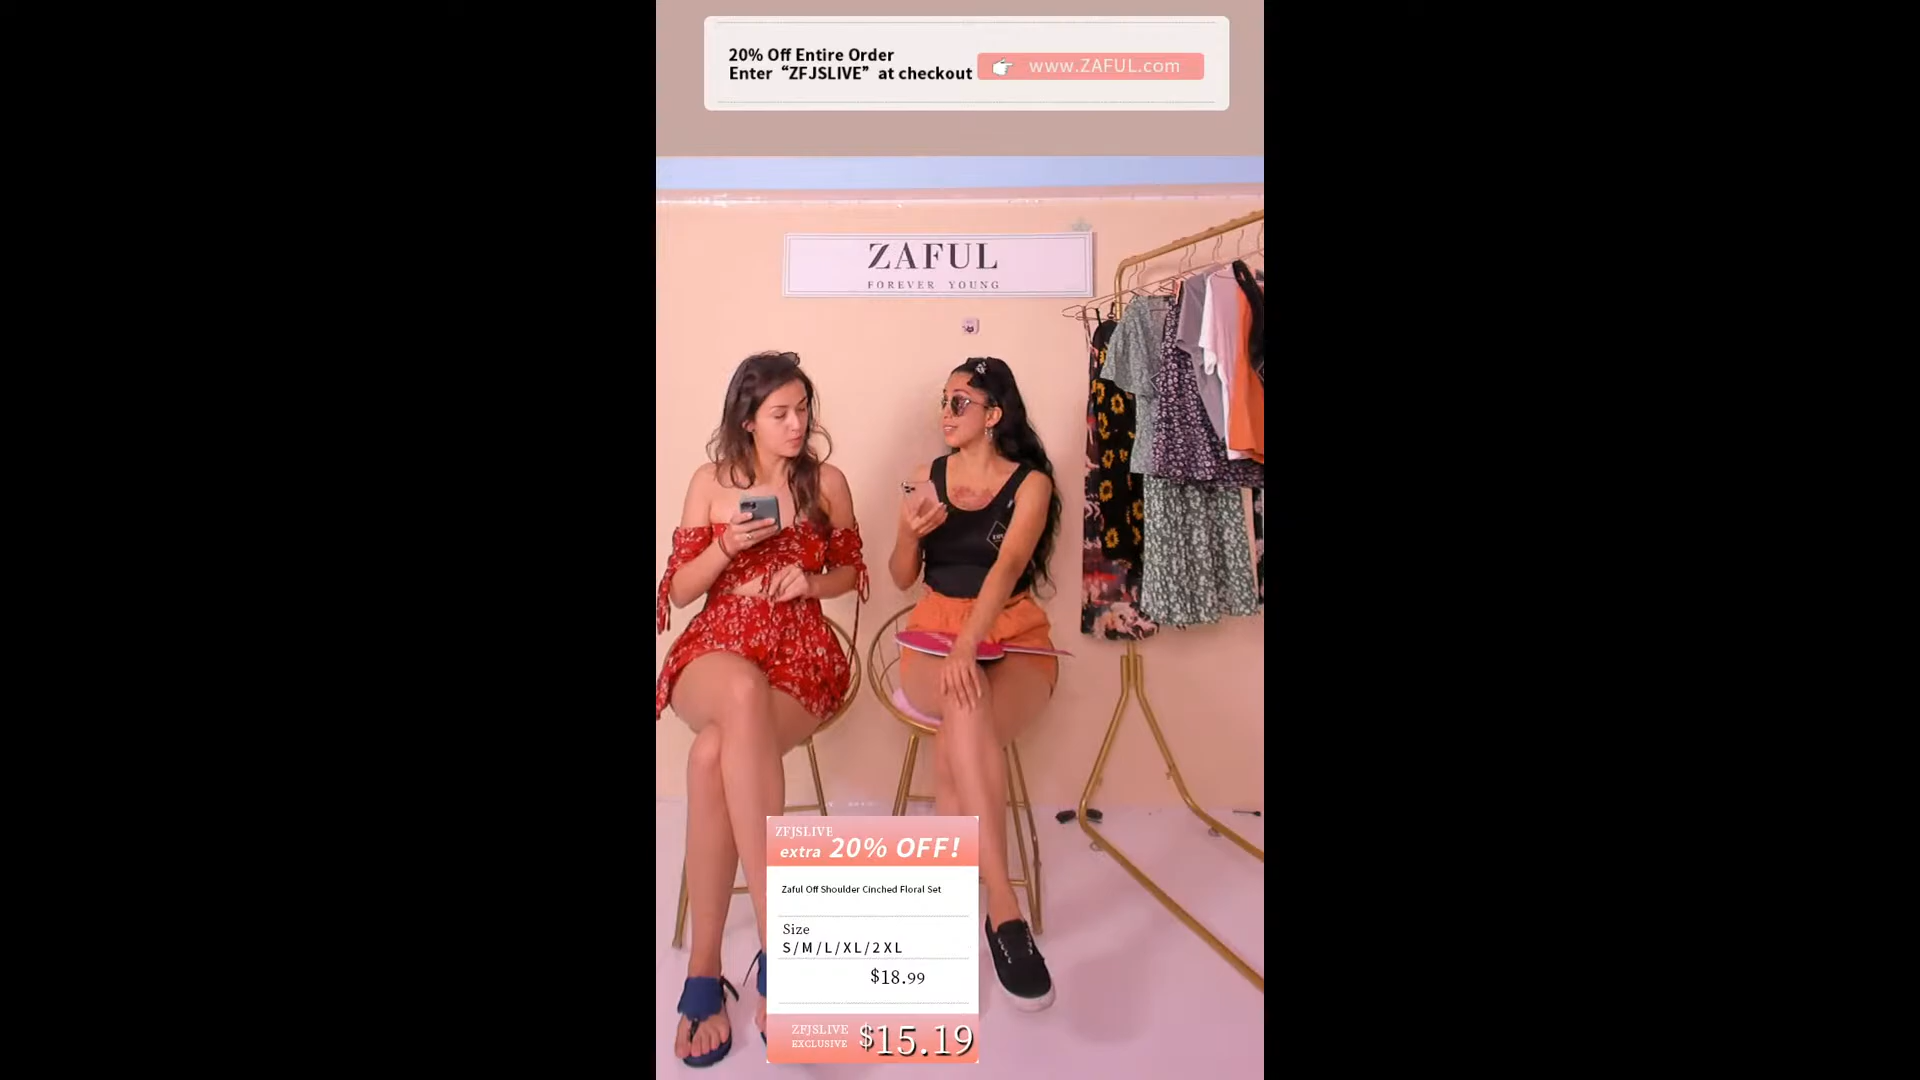 20% Off Entire Order
Enter “ZFJSLIVE” at checkout
www.ZAFUL.com
ZAFUL
FOREVER YOUNG
ZFJSLIVE
extra 20% OFF!
Zaful Off Shoulder Cinched Floral Set
Size
S/M/L/XL/2XL
$18.99
ZFJSLIVE
EXCLUSIVE
$15.19